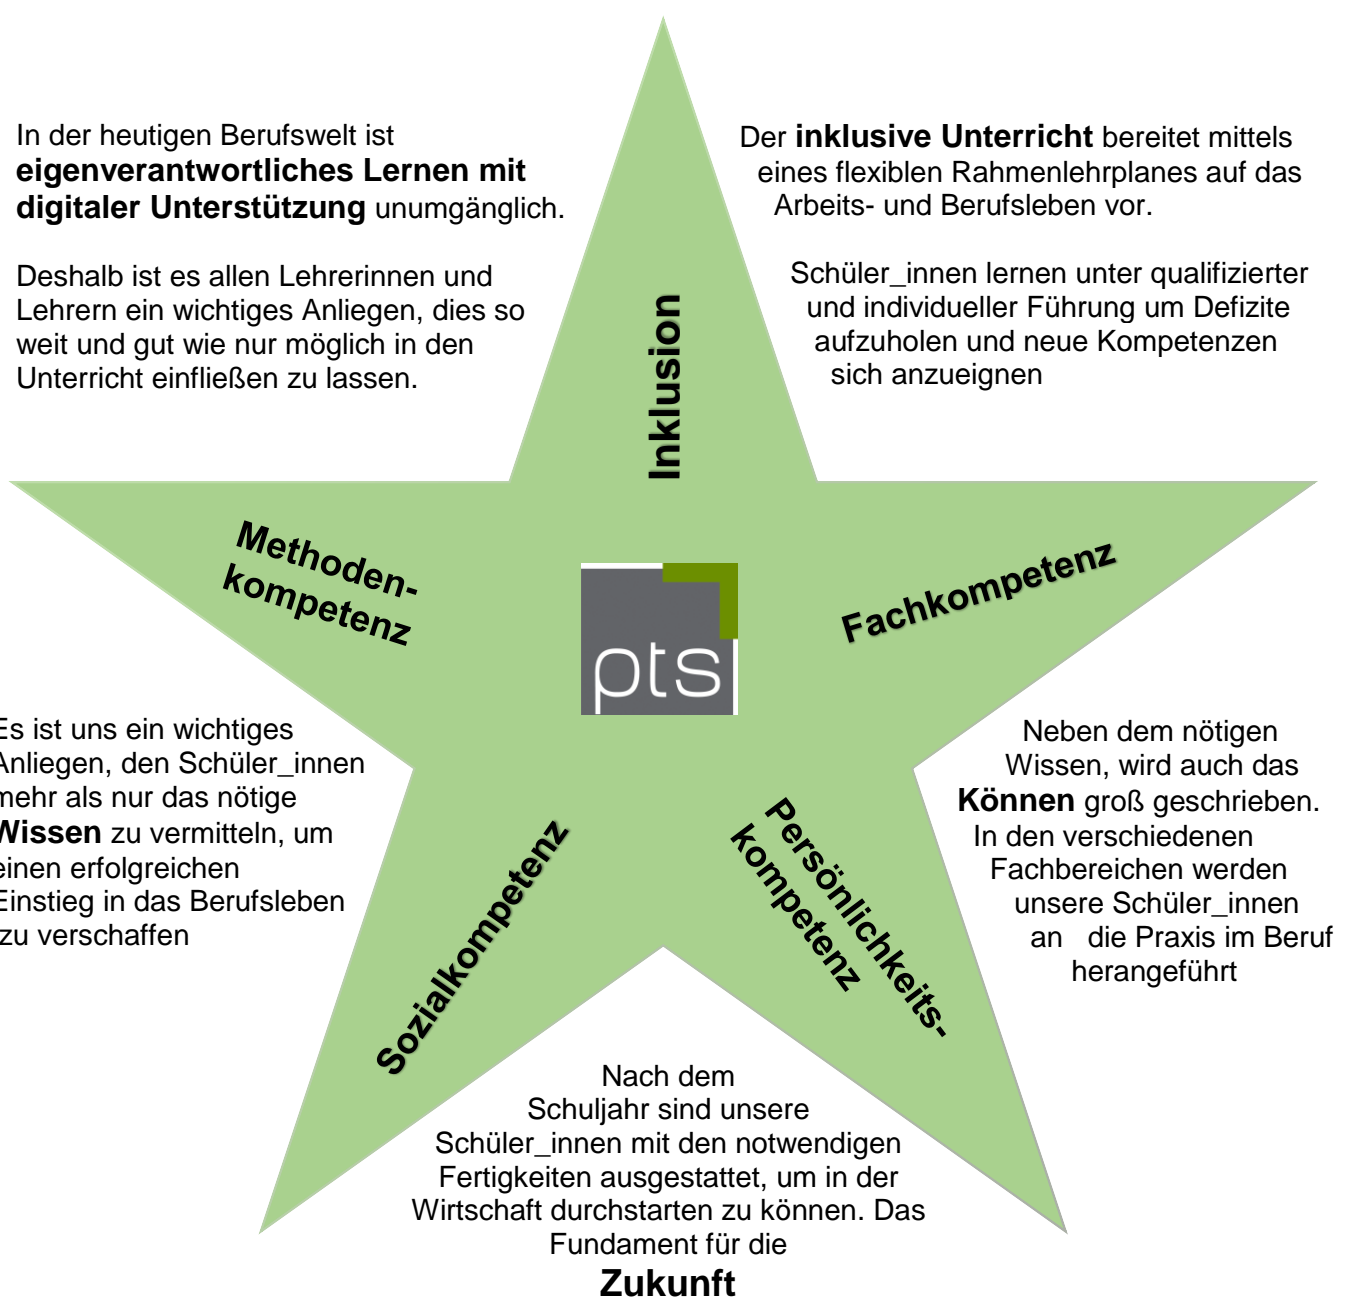 In der heutigen Berufswelt ist
eigenverantwortliches Lernen mit
digitaler Unterstützung unumgänglich.
Deshalb ist es allen Lehrerinnen und
Lehrern ein wichtiges Anliegen, dies so
weit und gut wie nur möglich in den
Unterricht einfließen zu lassen.
Der inklusive Unterricht bereitet mittels
eines flexiblen Rahmenlehrplanes auf das
Arbeits- und Berufsleben vor.
Schüler_innen lernen unter qualifizierter
und individueller Führung um Defizite
aufzuholen und neue Kompetenzen
sich anzueignen
Inklusion
Methoden-
kompetenz
Fachkompetenz
pts
Es ist uns ein wichtiges
Anliegen, den Schüler_innen
mehr als nur das nötige
Wissen zu vermitteln, um
einen erfolgreichen
Einstieg in das Berufsleben
zu verschaffen
Neben dem nötigen
Wissen, wird auch das
Können groß geschrieben.
In den verschiedenen
Fachbereichen werden
unsere Schüler_innen
an die Praxis im Beruf
herangeführt
Sozialkompetenz
Persönlichkeits-
kompetenz
Nach dem
Schuljahr sind unsere
Schüler_innen mit den notwendigen
Fertigkeiten ausgestattet, um in der
Wirtschaft durchstarten zu können. Das
Fundament für die
Zukunft